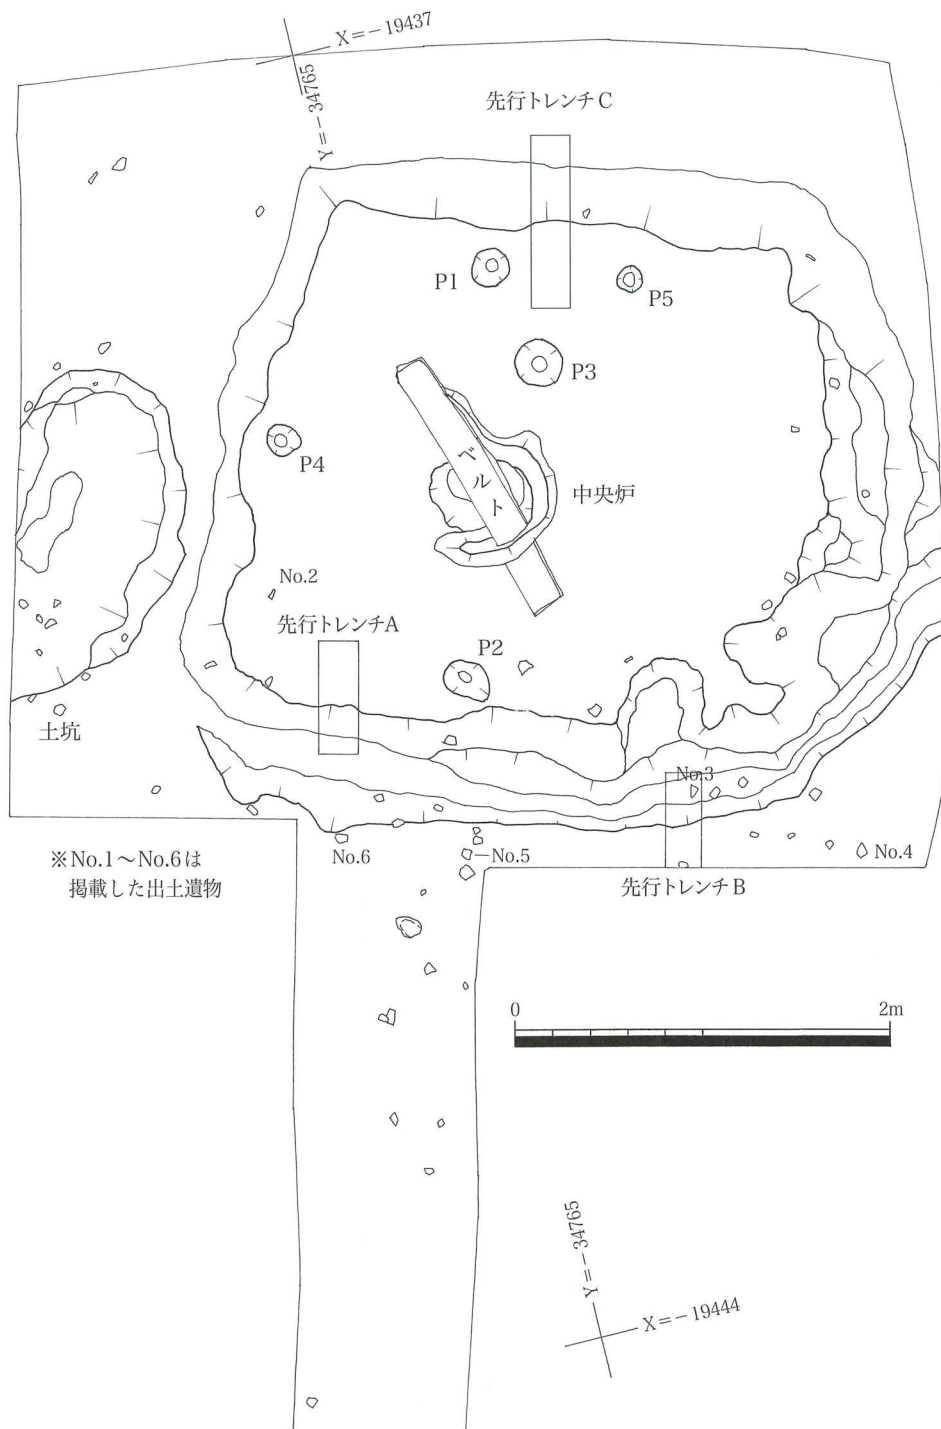 X=−19437
Y=−34765
先行トレンチC
P1
P5
P3
P4
ベルト
中央炉
No.2
先行トレンチA
P2
土坑
No.3
No.6
No.5
No.4
※No.1～No.6は
掲載した出土遺物
先行トレンチB
0
2m
Y=−34765
X=−19444